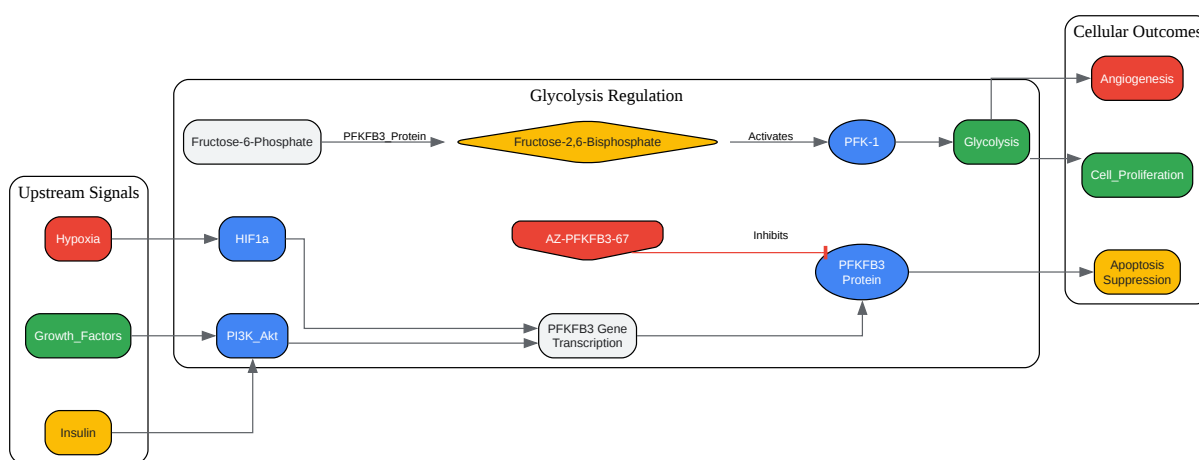 Cellular Outcomes
Angiogenesis
Glycolysis Regulation
Fructose-6-Phosphate
PFKFB3_Protein
Fructose-2,6-Bisphosphate
Activates
PFK-1
Glycolysis
Cell_Proliferation
Upstream Signals
Hypoxia
HIF1a
AZ-PFKFB3-67
Inhibits
PFKFB3
Protein
Apoptosis
Suppression
Growth_Factors
PI3K_Akt
PFKFB3 Gene
Transcription
Insulin